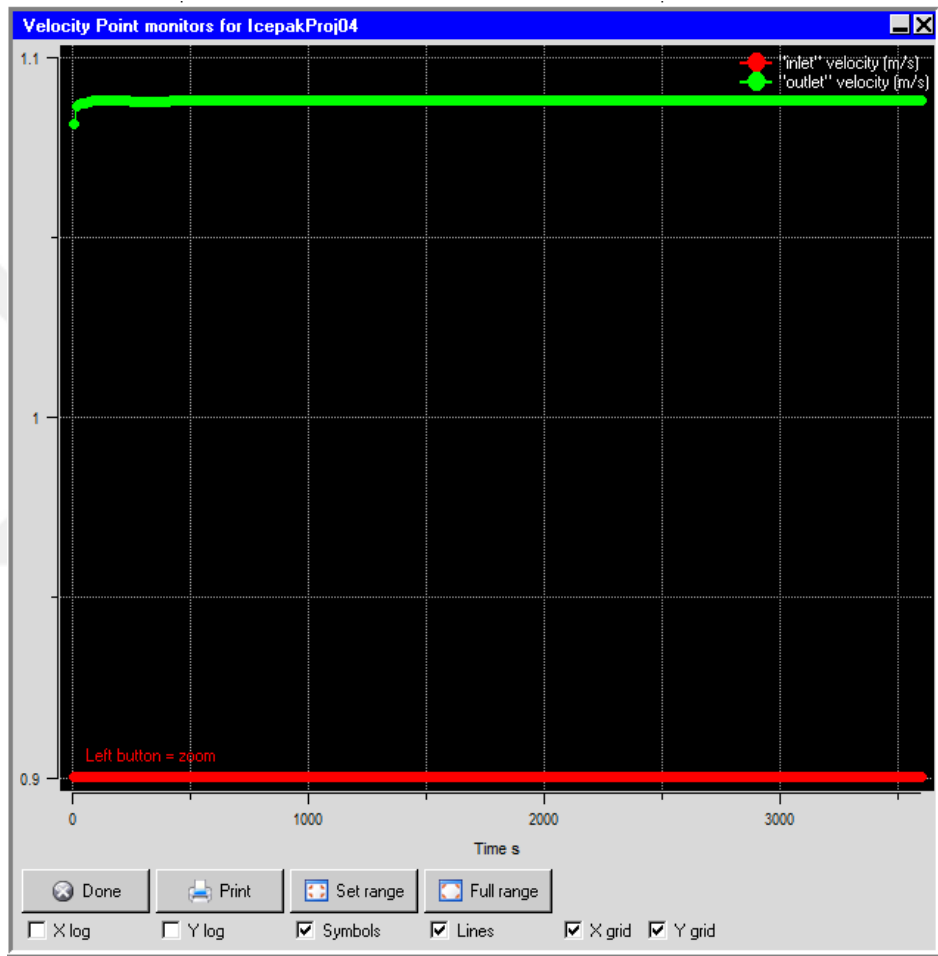 Velocity Point monitors for IcepakProj04
1.1
"inlet" velocity (m/s)
"outlet" velocity (m/s)
1
Left button = zoom
0.9
0 1000 2000 3000
Time s
Done Print Set range Full range
X log Y log Symbols Lines X grid Y grid